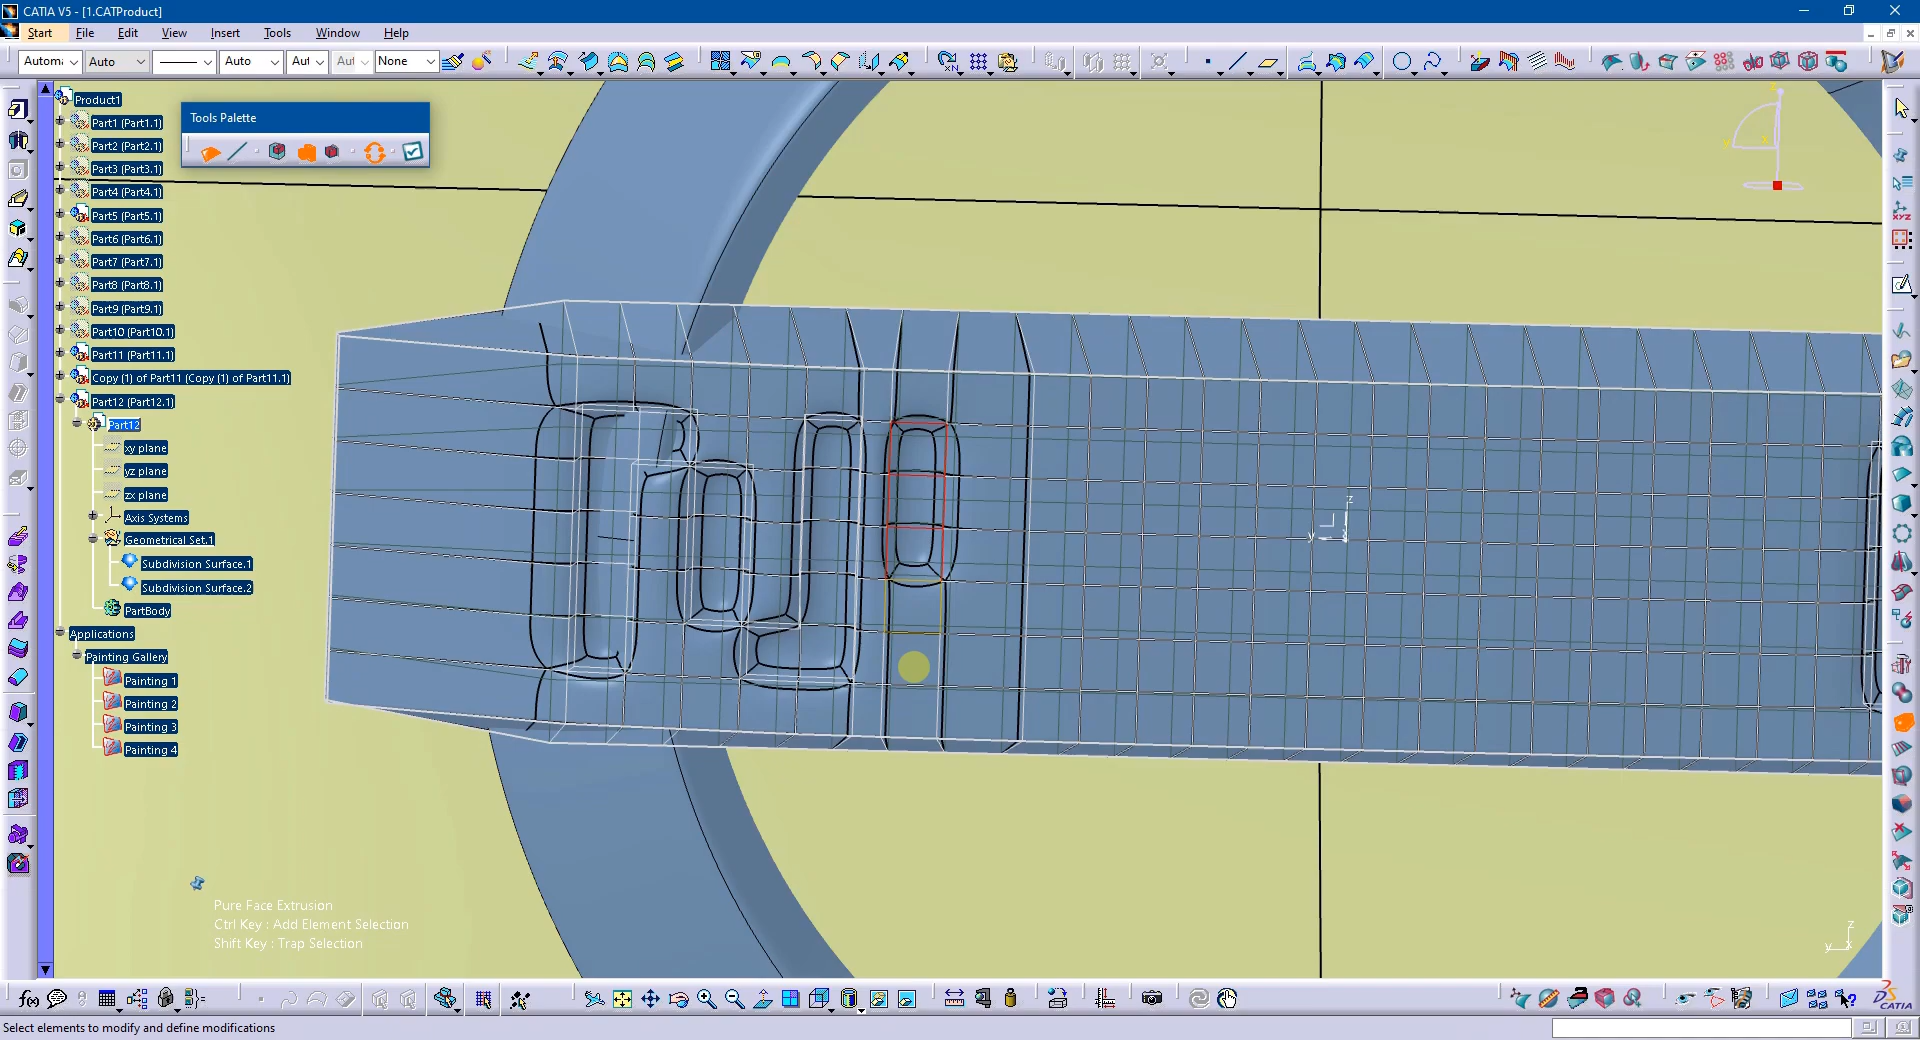 CATIA V5 - [1.CATProduct]
Start File Edit View Insert Tools Window Help
Auto Auto None
Product1
Part1 (Part1.1)
Part2 (Part2.1)
Part3 (Part3.1)
Part4 (Part4.1)
Part5 (Part5.1)
Part6 (Part6.1)
Part7 (Part7.1)
Part8 (Part8.1)
Part9 (Part9.1)
Part10 (Part10.1)
Part11 (Part11.1)
Copy (1) of Part11 (Copy (1) of Part11.1)
Part12 (Part12.1)
Part12
xy plane
yz plane
zx plane
Axis Systems
Geometrical Set.1
Subdivision Surface.1
Subdivision Surface.2
PartBody
Applications
Painting Gallery
Painting 1
Painting 2
Painting 3
Painting 4
Tools Palette
z
y
z
y
Pure Face Extrusion
Ctrl Key : Add Element Selection
Shift Key : Trap Selection
f(x)
CATIA
Select elements to modify and define modifications